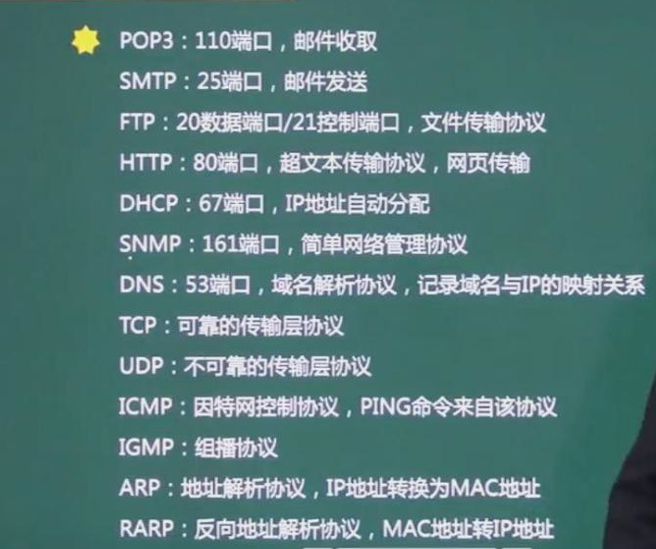 POP3：110端口，邮件收取
SMTP：25端口，邮件发送
FTP：20数据端口/21控制端口，文件传输协议
HTTP：80端口，超文本传输协议，网页传输
DHCP：67端口，IP地址自动分配
SNMP：161端口，简单网络管理协议
DNS：53端口，域名解析协议，记录域名与IP的映射关系
TCP：可靠的传输层协议
UDP：不可靠的传输层协议
ICMP：因特网控制协议，PING命令来自该协议
IGMP：组播协议
ARP：地址解析协议，IP地址转换为MAC地址
RARP：反向地址解析协议，MAC地址转IP地址